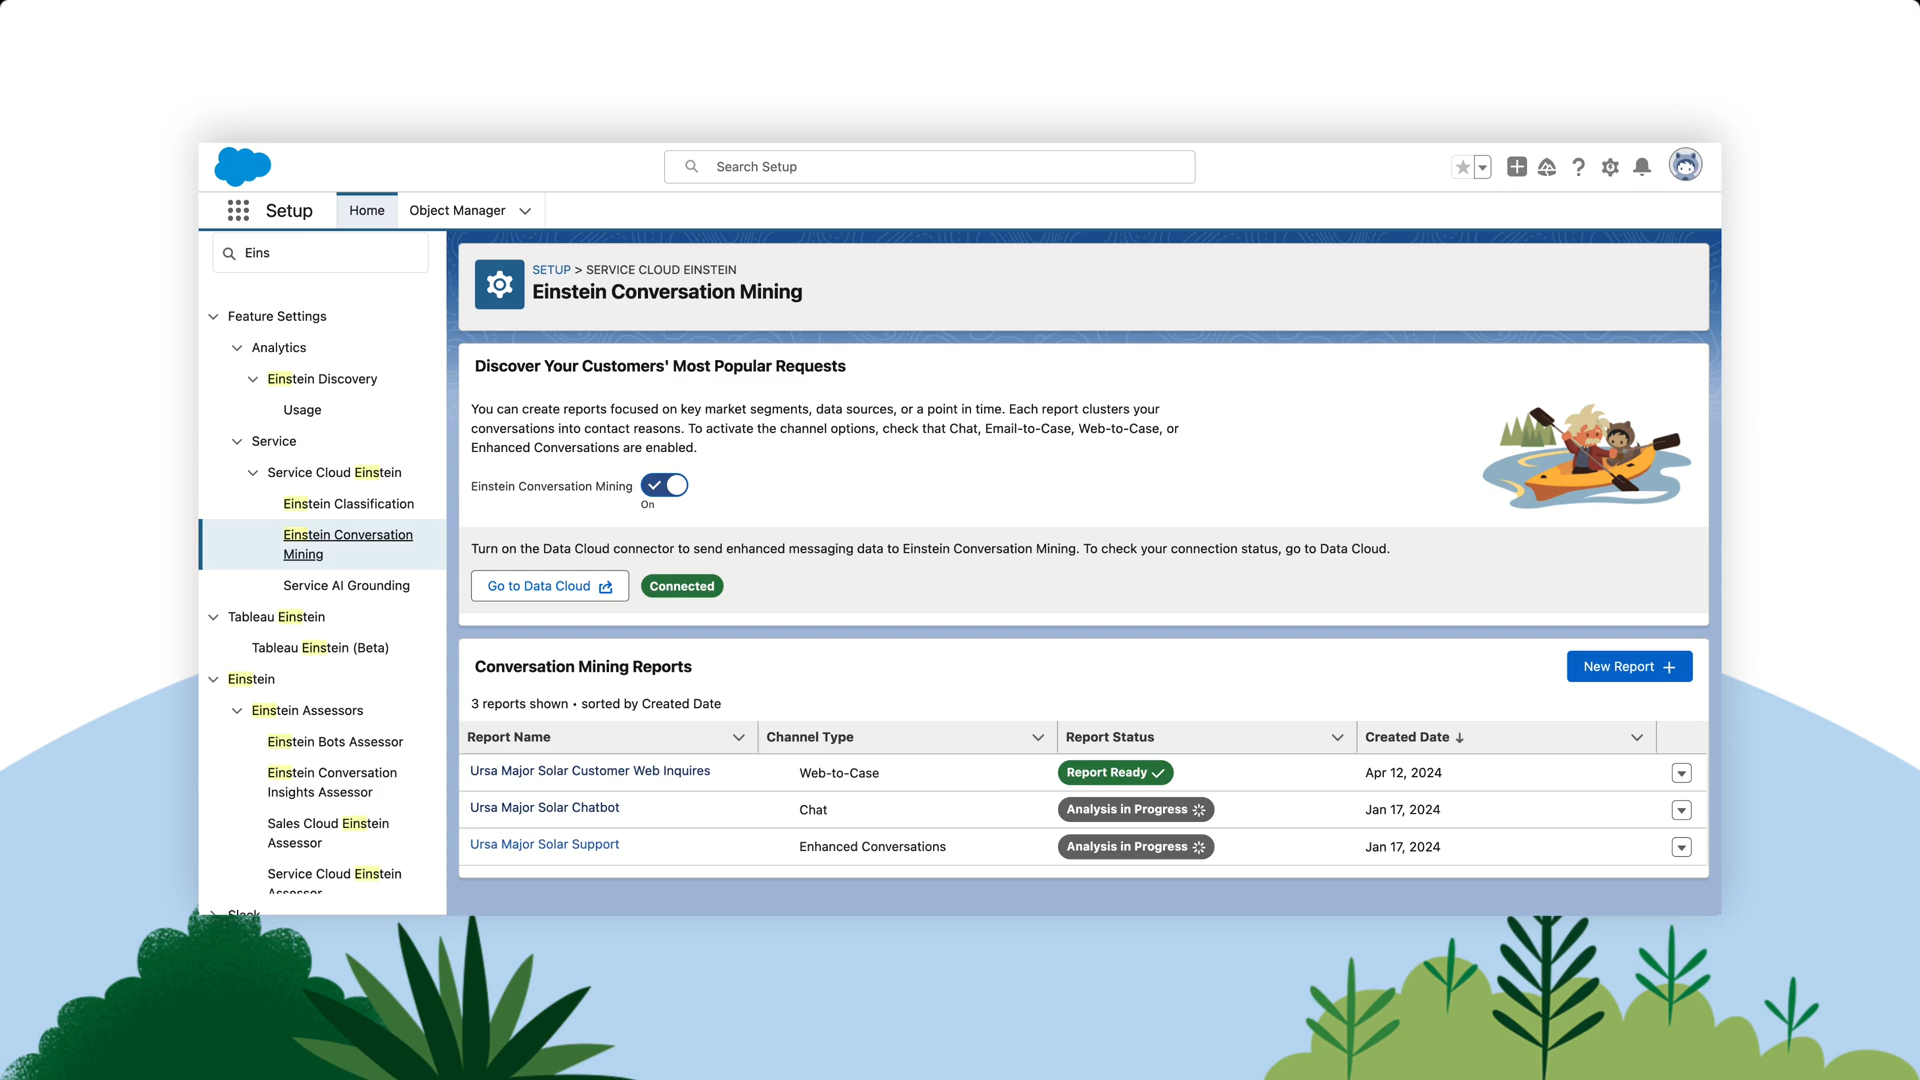 Search Setup
Setup
Home
Object Manager
Eins
Feature Settings
Analytics
Einstein Discovery
Usage
Service
Service Cloud Einstein
Einstein Classification
Einstein Conversation
Mining
Service AI Grounding
Tableau Einstein
Tableau Einstein (Beta)
Einstein
Einstein Assessors
Einstein Bots Assessor
Einstein Conversation
Insights Assessor
Sales Cloud Einstein
Assessor
Service Cloud Einstein
Assessor
Slack
SETUP > SERVICE CLOUD EINSTEIN
Einstein Conversation Mining
Discover Your Customers' Most Popular Requests
You can create reports focused on key market segments, data sources, or a point in time. Each report clusters your
conversations into contact reasons. To activate the channel options, check that Chat, Email-to-Case, Web-to-Case, or
Enhanced Conversations are enabled.
Einstein Conversation Mining
On
Turn on the Data Cloud connector to send enhanced messaging data to Einstein Conversation Mining. To check your connection status, go to Data Cloud.
Go to Data Cloud
Connected
Conversation Mining Reports
New Report +
3 reports shown • sorted by Created Date
Report Name Channel Type Report Status Created Date ↓
Ursa Major Solar Customer Web Inquires Web-to-Case Report Ready Apr 12, 2024
Ursa Major Solar Chatbot Chat Analysis in Progress Jan 17, 2024
Ursa Major Solar Support Enhanced Conversations Analysis in Progress Jan 17, 2024